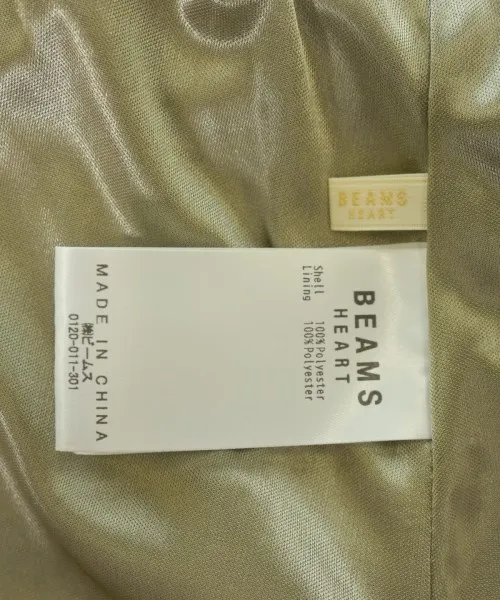 BEAMS
HEART
BEAMS
HEART
Shell 100%Polyester
Lining 100%Polyester
㈱ビームス
0120-011-301
MADE IN CHINA